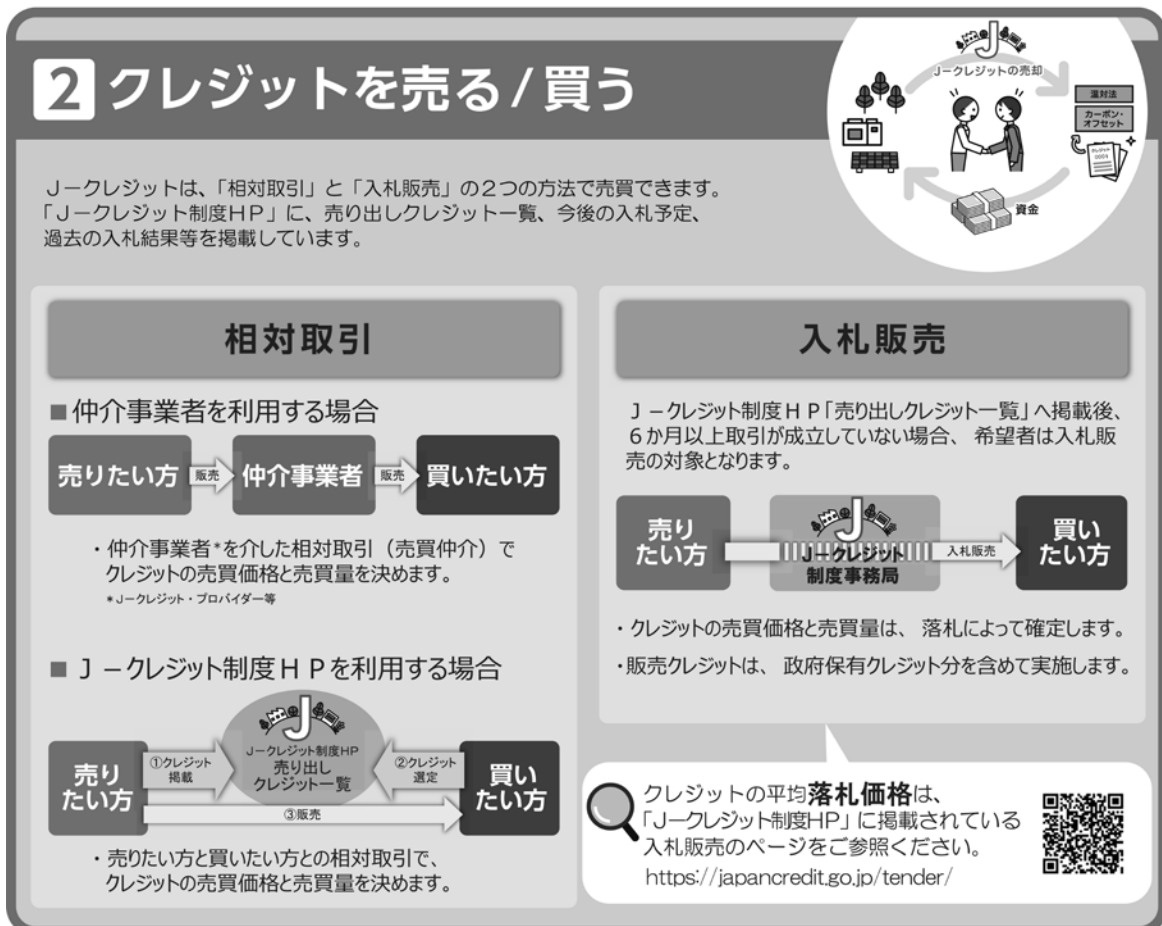 2 クレジットを売る/買う
J
J-クレジットの売却
温対法
カーボン・
オフセット
クレジット
資金
J-クレジットは、「相対取引」と「入札販売」の2つの方法で売買できます。
「J-クレジット制度HP」に、売り出しクレジット一覧、今後の入札予定、
過去の入札結果等を掲載しています。
相対取引
■仲介事業者を利用する場合
売りたい方 販売 仲介事業者 販売 買いたい方
・仲介事業者*を介した相対取引(売買仲介)で
クレジットの売買価格と売買量を決めます。
*J-クレジット・プロバイダー等
■ J-クレジット制度HPを利用する場合
売り
たい方
①クレジット
掲載
J
J-クレジット制度HP
売り出し
クレジット一覧
②クレジット
選定
買い
たい方
③販売
・売りたい方と買いたい方との相対取引で、
クレジットの売買価格と売買量を決めます。
入札販売
J-クレジット制度HP「売り出しクレジット一覧」へ掲載後、
6か月以上取引が成立していない場合、希望者は入札販
売の対象となります。
売り
たい方
J
J-クレジット
制度事務局
入札販売
買い
たい方
・クレジットの売買価格と売買量は、落札によって確定します。
・販売クレジットは、政府保有クレジット分を含めて実施します。
クレジットの平均落札価格は、
「J-クレジット制度HP」に掲載されている
入札販売のページをご参照ください。
https://japancredit.go.jp/tender/